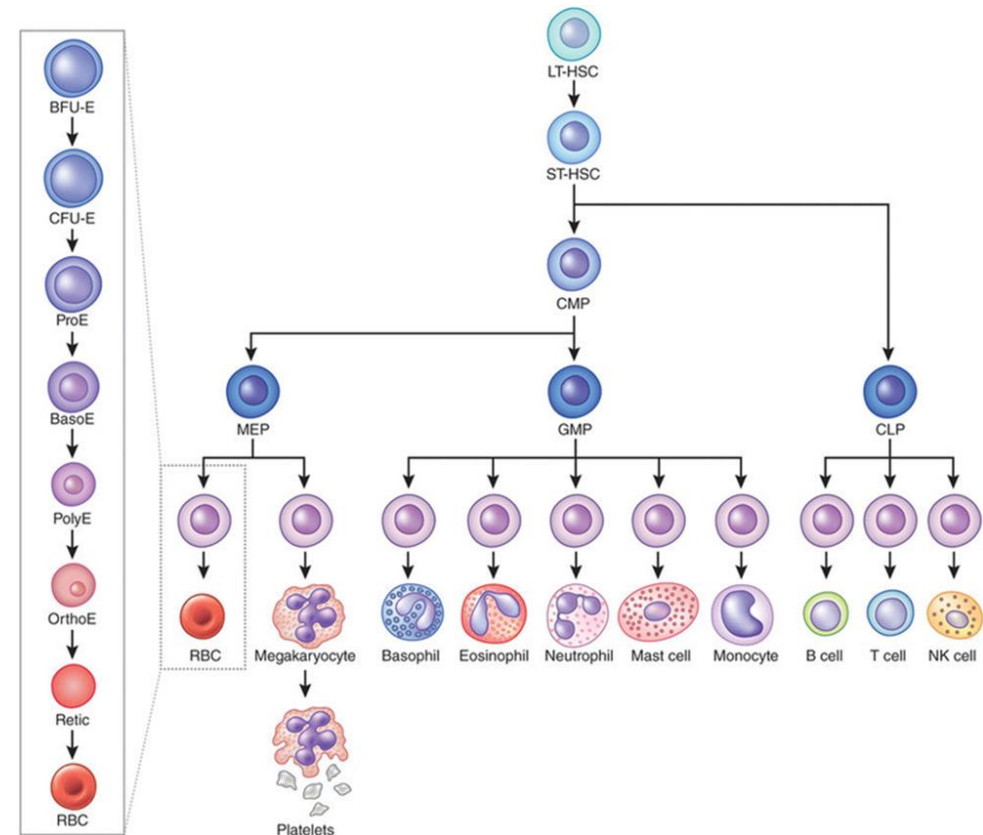 BFU-E
CFU-E
ProE
BasoE
PolyE
OrthoE
Retic
RBC
LT-HSC
ST-HSC
CMP
MEP
GMP
CLP
RBC
Megakaryocyte
Basophil
Eosinophil
Neutrophil
Mast cell
Monocyte
B cell
T cell
NK cell
Platelets